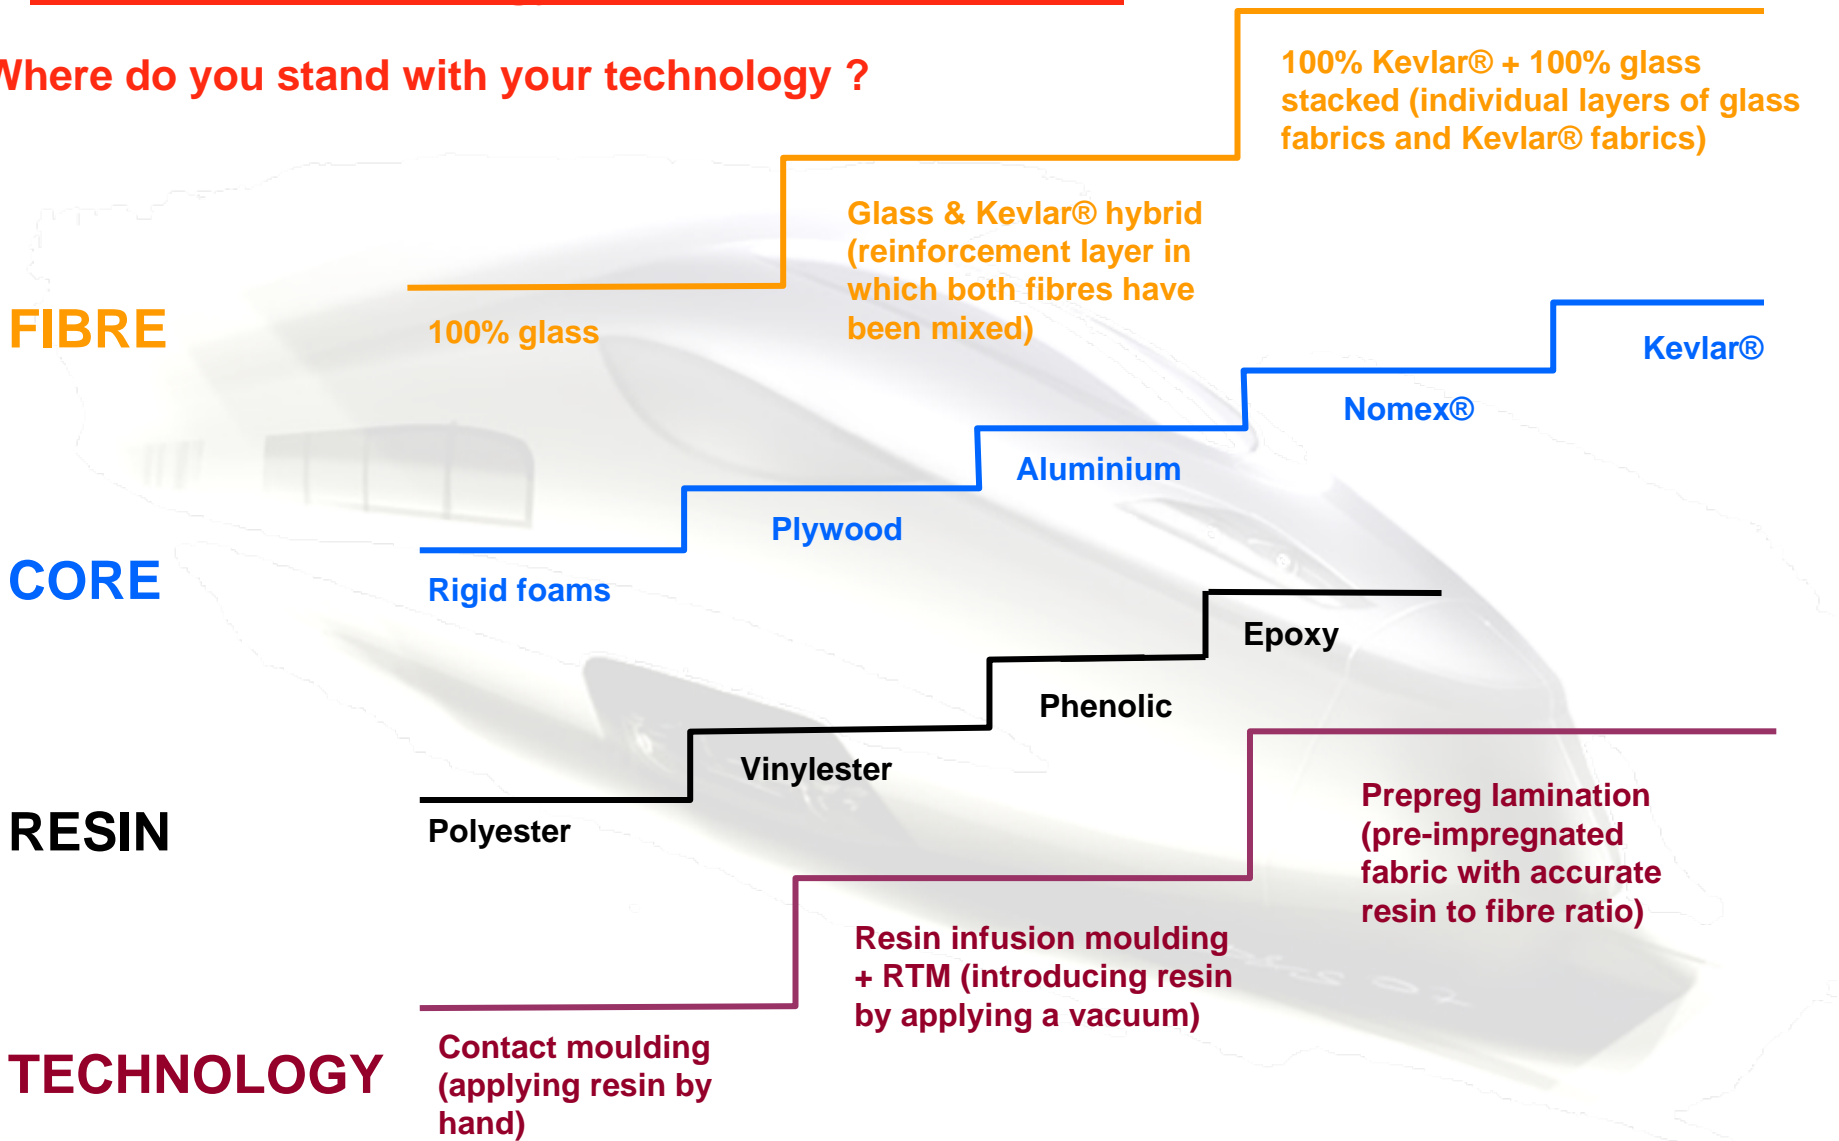 Where do you stand with your technology ?
100% Kevlar® + 100% glass
stacked (individual layers of glass
fabrics and Kevlar® fabrics)
Glass & Kevlar® hybrid
(reinforcement layer in
which both fibres have
been mixed)
FIBRE
100% glass
Kevlar®
Nomex®
Aluminium
Plywood
CORE
Rigid foams
Epoxy
Phenolic
Vinylester
RESIN
Polyester
Prepreg lamination
(pre-impregnated
fabric with accurate
resin to fibre ratio)
Resin infusion moulding
+ RTM (introducing resin
by applying a vacuum)
TECHNOLOGY
Contact moulding
(applying resin by
hand)